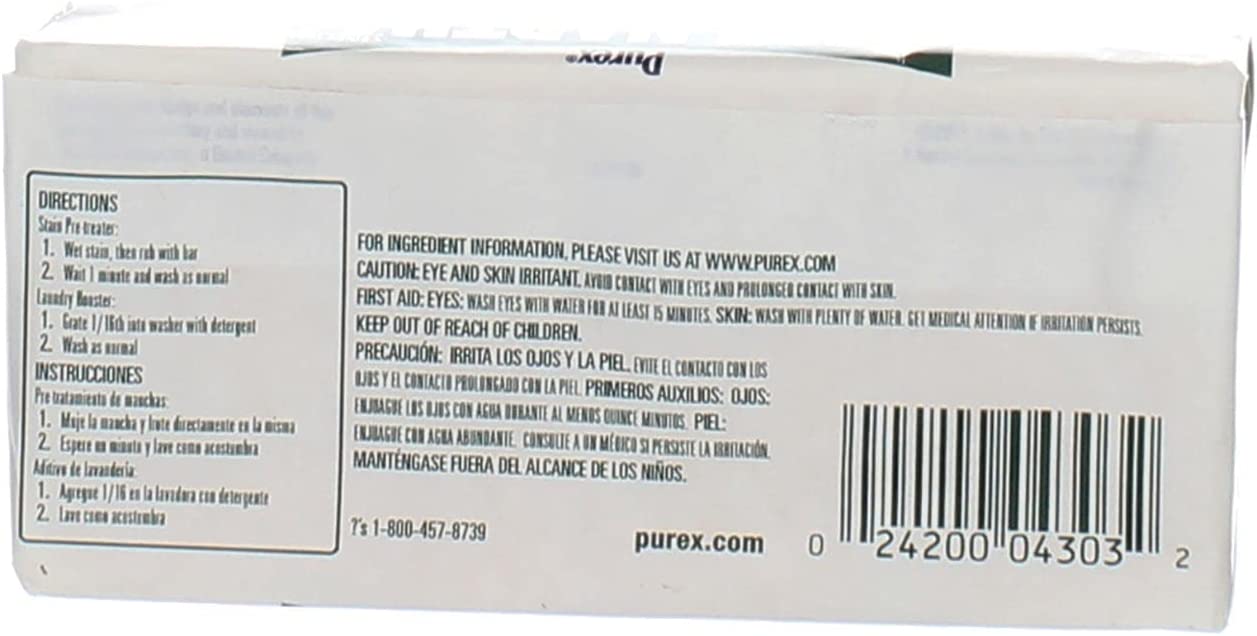 Purex®
DIRECTIONS
Stain Pre-treater:
1. Wet stain, then rub with bar
2. Wait 1 minute and wash as normal
Laundry Booster:
1. Grate 1/16th into washer with detergent
2. Wash as normal
INSTRUCCIONES
Pre-tratamiento de manchas:
1. Moje la mancha y frote directamente en la misma
2. Espere un minuto y lave como acostumbra
Aditivo de lavandería:
1. Agregue 1/16 en la lavadora con detergente
2. Lave como acostumbra
FOR INGREDIENT INFORMATION, PLEASE VISIT US AT WWW.PUREX.COM
CAUTION: EYE AND SKIN IRRITANT. AVOID CONTACT WITH EYES AND PROLONGED CONTACT WITH SKIN.
FIRST AID: EYES: WASH EYES WITH WATER FOR AT LEAST 15 MINUTES. SKIN: WASH WITH PLENTY OF WATER. GET MEDICAL ATTENTION IF IRRITATION PERSISTS.
KEEP OUT OF REACH OF CHILDREN.
PRECAUCIÓN: IRRITA LOS OJOS Y LA PIEL. EVITE EL CONTACTO CON LOS
OJOS Y EL CONTACTO PROLONGADO CON LA PIEL. PRIMEROS AUXILIOS: OJOS:
ENJUAGUE LOS OJOS CON AGUA DURANTE AL MENOS QUINCE MINUTOS. PIEL:
ENJUAGUE CON AGUA ABUNDANTE. CONSULTE A UN MÉDICO SI PERSISTE LA IRRITACIÓN.
MANTÉNGASE FUERA DEL ALCANCE DE LOS NIÑOS.
?'s 1-800-457-8739
purex.com
0 24200 04303 2